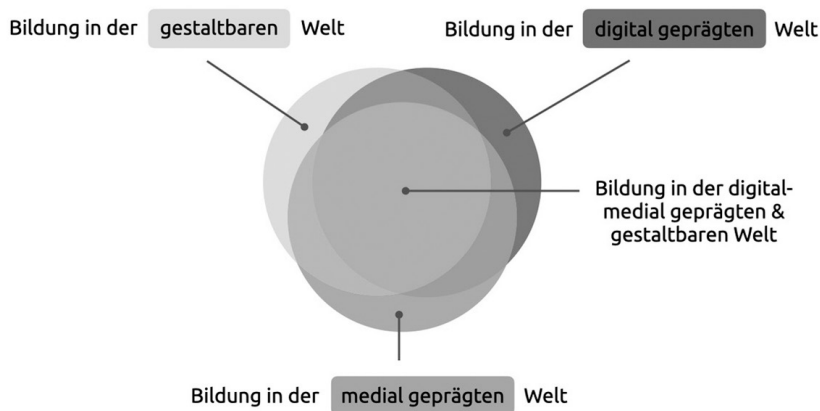 Bildung in der gestaltbaren Welt
Bildung in der digital geprägten Welt
Bildung in der digital-
medial geprägten &
gestaltbaren Welt
Bildung in der medial geprägten Welt